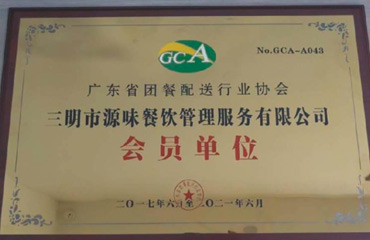 GCA
No.GCA-A043
广东省团餐配送行业协会
三明市源味餐饮管理服务有限公司
会员单位
二〇一七年六月至二〇二一年六月